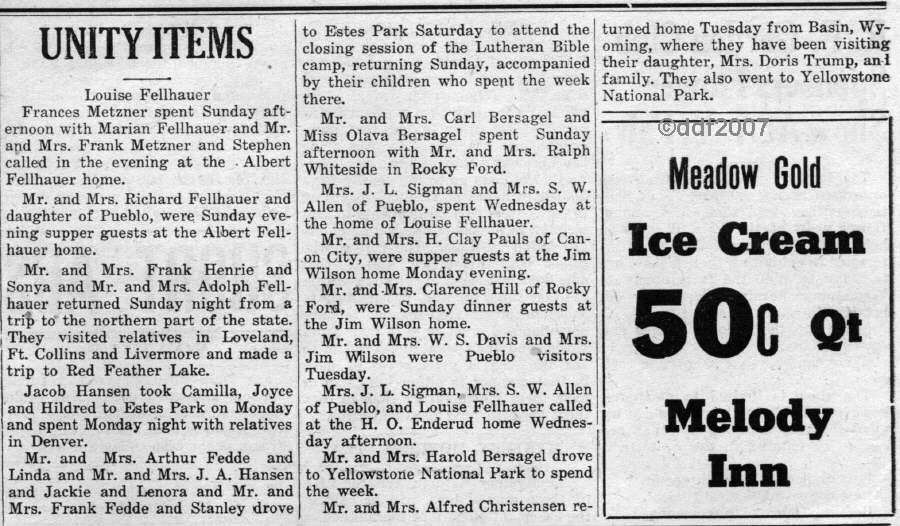 UNITY ITEMS
Louise Fellhauer
Frances Metzner spent Sunday aft-
ernoon with Marian Fellhauer and Mr.
and Mrs. Frank Metzner and Stephen
called in the evening at the Albert
Fellhauer home.
Mr. and Mrs. Richard Fellhauer and
daughter of Pueblo, were Sunday eve-
ning supper guests at the Albert Fell-
hauer home.
Mr. and Mrs. Frank Henrie and
Sonya and Mr. and Mrs. Adolph Fell-
hauer returned Sunday night from a
trip to the northern part of the state.
They visited relatives in Loveland,
Ft. Collins and Livermore and made a
trip to Red Feather Lake.
Jacob Hansen took Camilla, Joyce
and Hildred to Estes Park on Monday
and spent Monday night with relatives
in Denver.
Mr. and Mrs. Arthur Fedde and
Linda and Mr. and Mrs. J. A. Hansen
and Jackie and Lenora and Mr. and
Mrs. Frank Fedde and Stanley drove
to Estes Park Saturday to attend the
closing session of the Lutheran Bible
camp, returning Sunday, accompanied
by their children who spent the week
there.
Mr. and Mrs. Carl Bersagel and
Miss Olava Bersagel spent Sunday
afternoon with Mr. and Mrs. Ralph
Whiteside in Rocky Ford.
Mrs. J. L. Sigman and Mrs. S. W.
Allen of Pueblo, spent Wednesday at
the home of Louise Fellhauer.
Mr. and Mrs. H. Clay Pauls of Can-
on City, were supper guests at the Jim
Wilson home Monday evening.
Mr. and Mrs. Clarence Hill of Rocky
Ford, were Sunday dinner guests at
the Jim Wilson home.
Mr. and Mrs. W. S. Davis and Mrs.
Jim Wilson were Pueblo visitors
Tuesday.
Mrs. J. L. Sigman, Mrs. S. W. Allen
of Pueblo, and Louise Fellhauer called
at the H. O. Enderud home Wednes-
day afternoon.
Mr. and Mrs. Harold Bersagel drove
to Yellowstone National Park to spend
the week.
Mr. and Mrs. Alfred Christensen re-
turned home Tuesday from Basin, Wy-
oming, where they have been visiting
their daughter, Mrs. Doris Trump, and
family. They also went to Yellowstone
National Park.
©ddf2007
Meadow Gold
Ice Cream
50c Qt
Melody
Inn